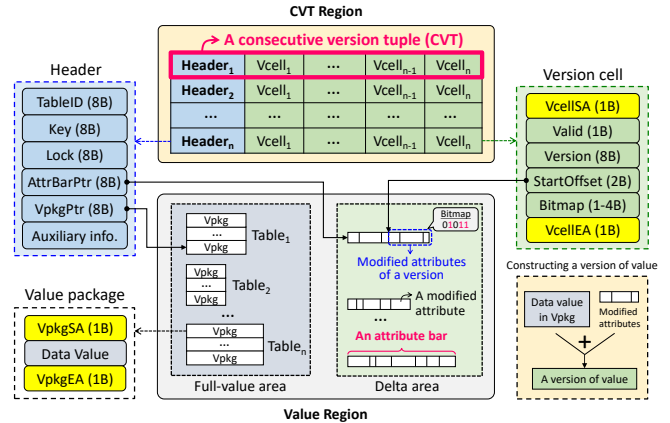 CVT Region
A consecutive version tuple (CVT)
Header1 Vcell1 ... Vcelln-1 Vcelln
Header2 Vcell1 ... Vcelln-1 Vcelln
... ... ... ... ...
Headern Vcell1 ... Vcelln-1 Vcelln
Header
TableID (8B)
Key (8B)
Lock (8B)
AttrBarPtr (8B)
VpkgPtr (8B)
Auxiliary info.
Version cell
VcellSA (1B)
Valid (1B)
Version (8B)
StartOffset (2B)
Bitmap (1-4B)
VcellEA (1B)
Value package
VpkgSA (1B)
Data Value
VpkgEA (1B)
Vpkg
...
Vpkg
Table1
Vpkg
...
Vpkg
Table2
...
Vpkg
...
Vpkg
Tablen
Full-value area
Bitmap
01011
Modified attributes
of a version
A modified
attribute
...
An attribute bar
Delta area
Value Region
Constructing a version of value
Data value
in Vpkg
Modified
attributes
+
A version of value